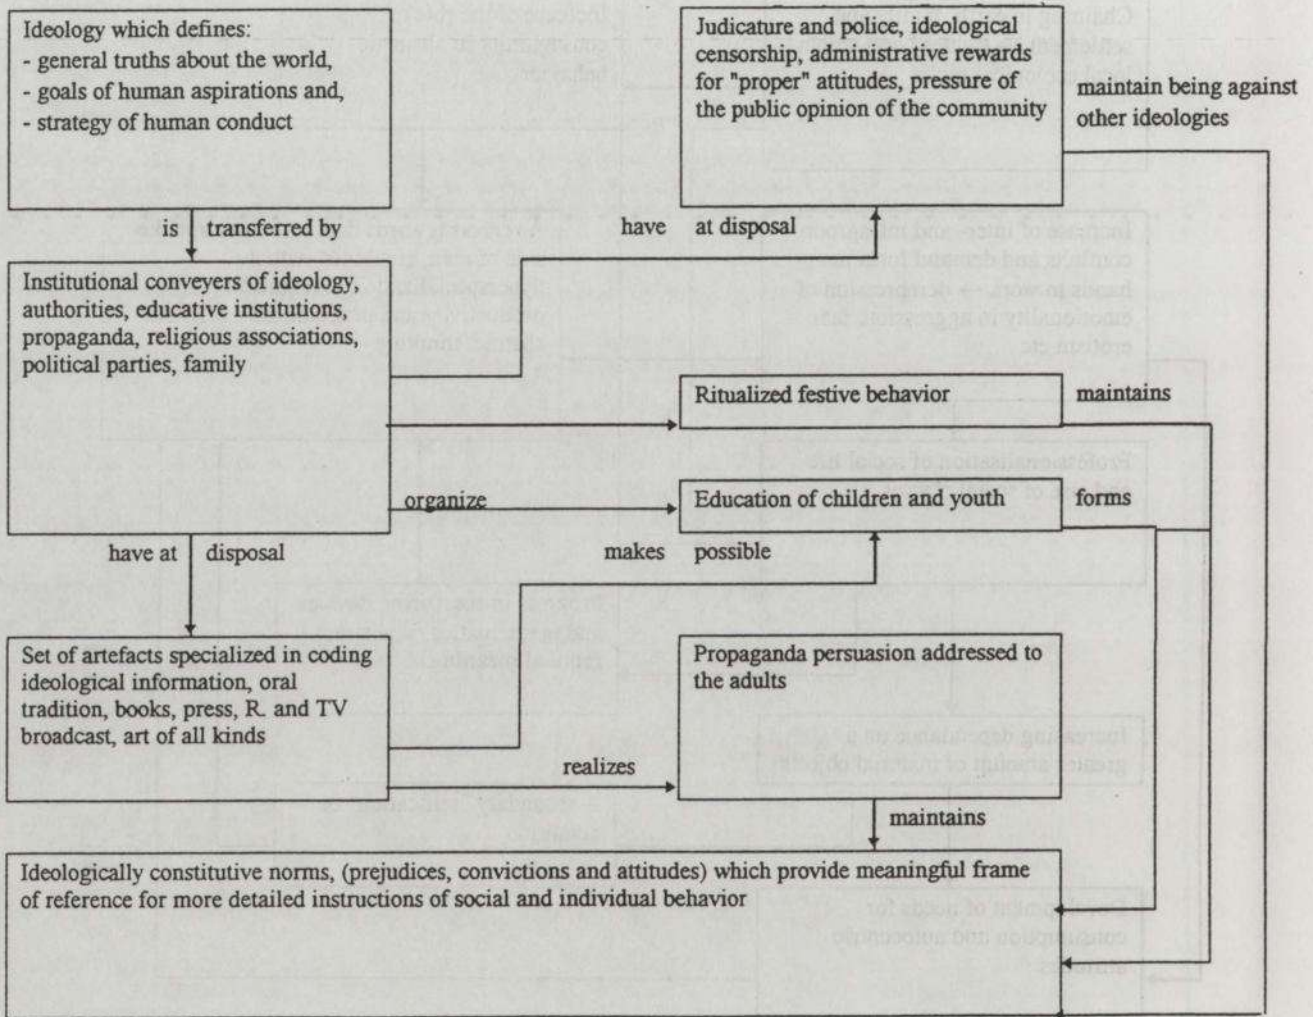 Ideology which defines:
- general truths about the world,
- goals of human aspirations and,
- strategy of human conduct
Judicature and police, ideological
censorship, administrative rewards
for "proper" attitudes, pressure of
the public opinion of the community
maintain being against
other ideologies
is transferred by
have at disposal
Institutional conveyers of ideology,
authorities, educative institutions,
propaganda, religious associations,
political parties, family
Ritualized festive behavior
maintains
organize
Education of children and youth
forms
have at disposal
makes possible
Set of artefacts specialized in coding
ideological information, oral
tradition, books, press, R. and TV
broadcast, art of all kinds
Propaganda persuasion addressed to
the adults
realizes
maintains
Ideologically constitutive norms, (prejudices, convictions and attitudes) which provide meaningful frame
of reference for more detailed instructions of social and individual behavior